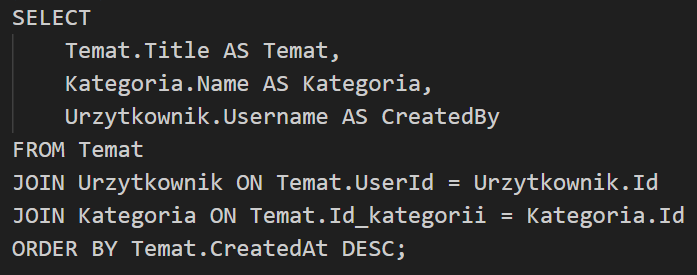 SELECT
    Temat.Title AS Temat,
    Kategoria.Name AS Kategoria,
    Urzytkownik.Username AS CreatedBy
FROM Temat
JOIN Urzytkownik ON Temat.UserId = Urzytkownik.Id
JOIN Kategoria ON Temat.Id_kategorii = Kategoria.Id
ORDER BY Temat.CreatedAt DESC;